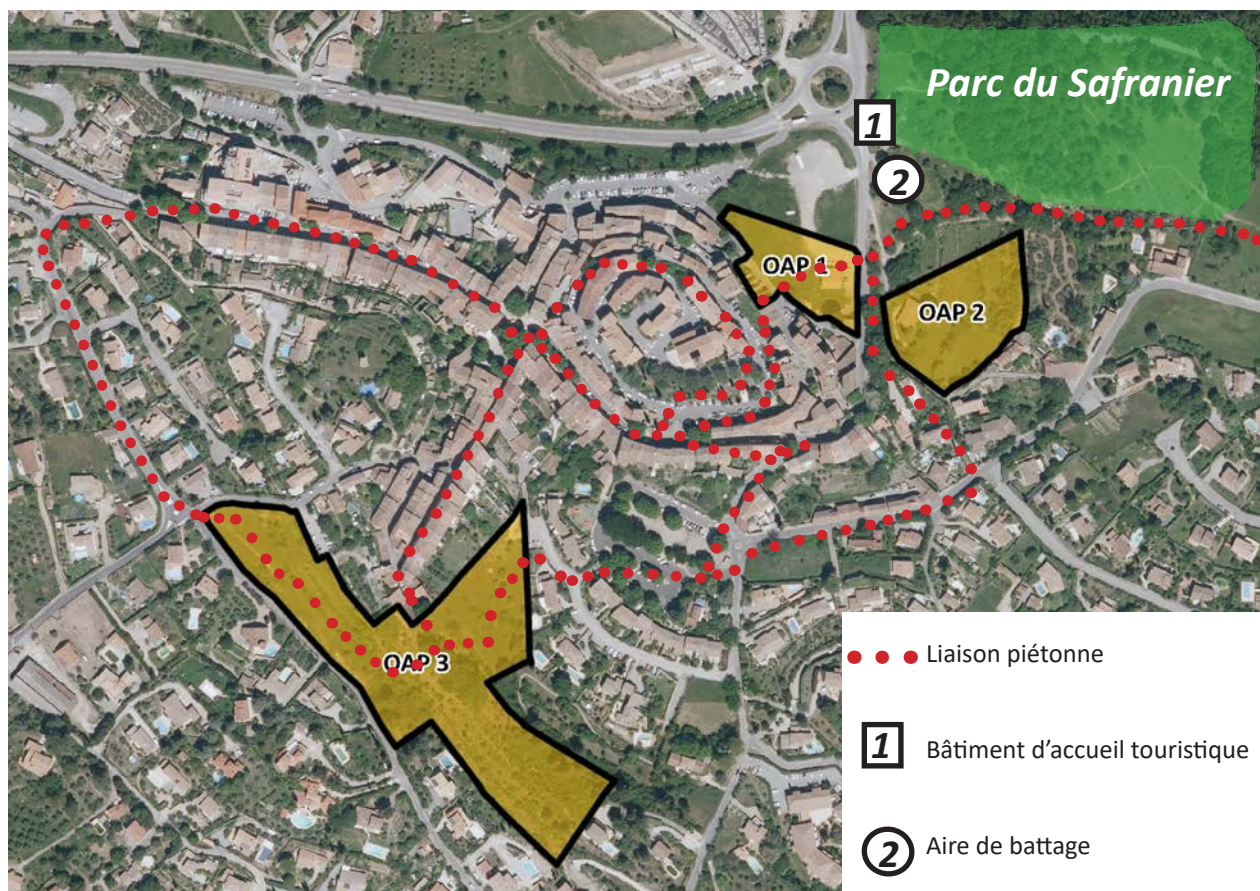 Parc du Safranier
1
2
OAP 1
OAP 2
OAP 3
Liaison piétonne
1 Bâtiment d'accueil touristique
2 Aire de battage